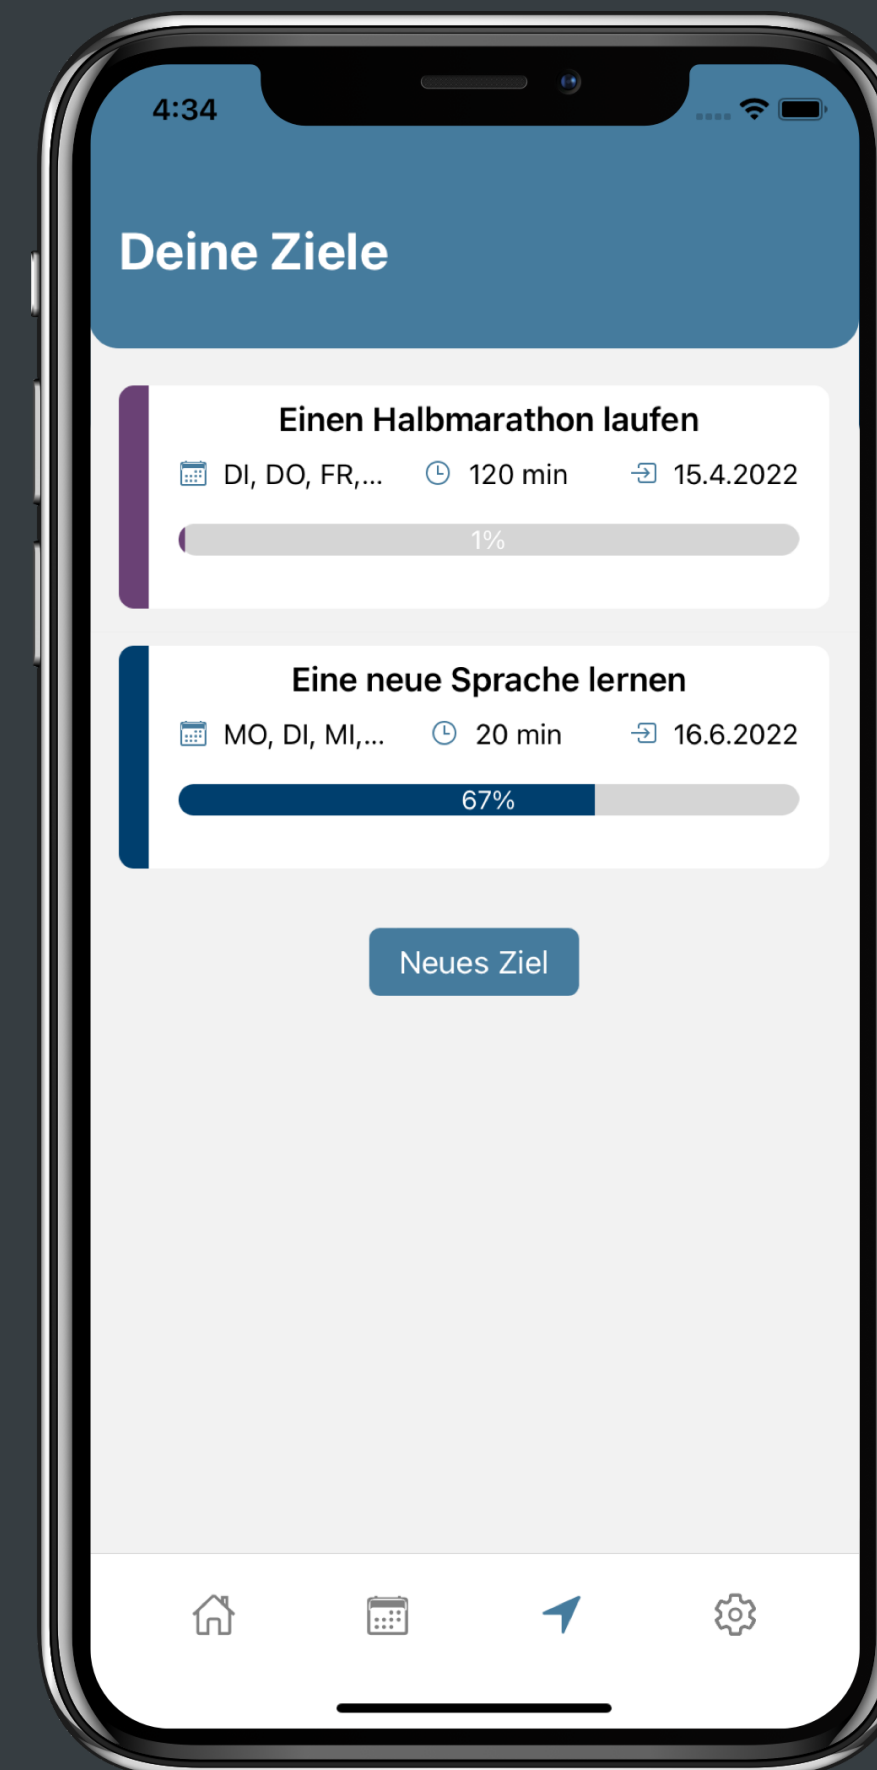 4:34
Deine Ziele
Einen Halbmarathon laufen
DI, DO, FR,... 120 min 15.4.2022
1%
Eine neue Sprache lernen
MO, DI, MI,... 20 min 16.6.2022
67%
Neues Ziel